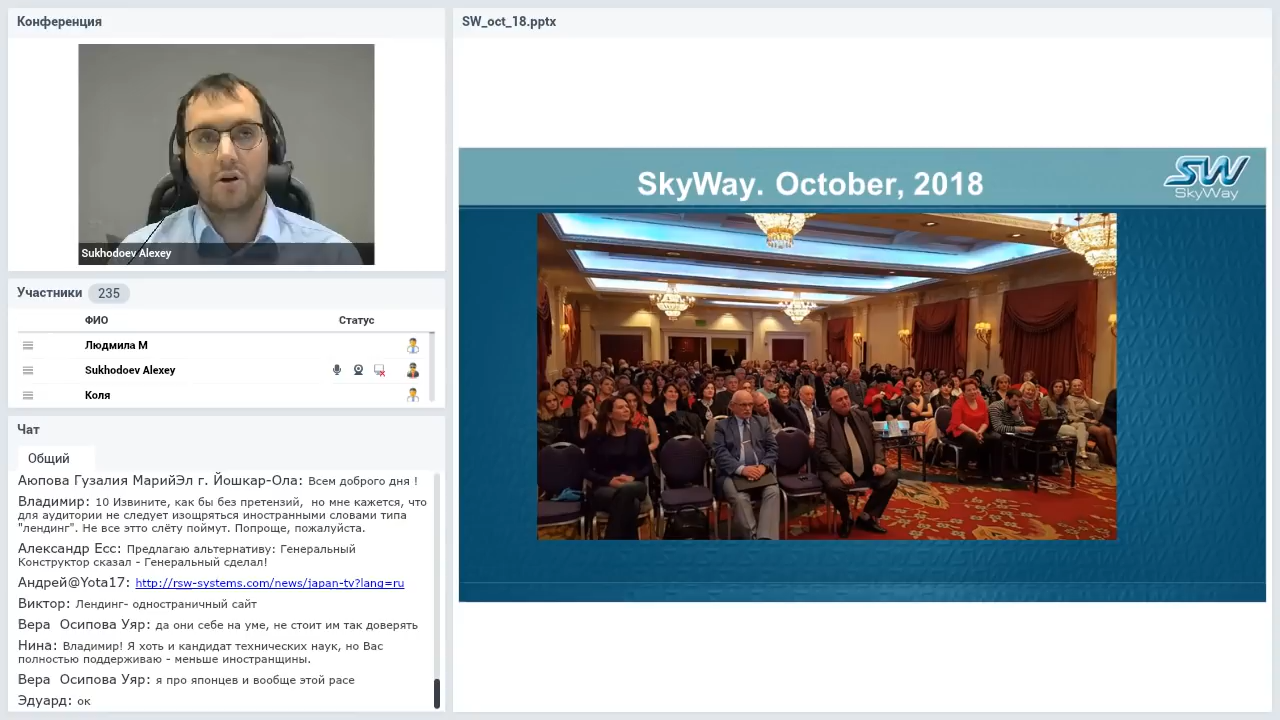 Конференция
Sukhodoev Alexey
Участники 235
ФИО Статус
Людмила М
Sukhodoev Alexey
Коля
Чат
Общий
Аюпова Гузалия МарийЭл г. Йошкар-Ола: Всем доброго дня !
Владимир: 10 Извините, как бы без претензий, но мне кажется, что
для аудитории не следует изощряться иностранными словами типа
"лендинг". Не все этто слёту поймут. Попроще, пожалуйста.
Александр Есс: Предлагаю альтернативу: Генеральный
Конструктор сказал - Генеральный сделал!
Андрей@Yota17: http://rsw-systems.com/news/japan-tv?lang=ru
Виктор: Лендинг- одностраничный сайт
Вера Осипова Уяр: да они себе на уме, не стоит им так доверять
Нина: Владимир! Я хоть и кандидат технических наук, но Вас
полностью поддерживаю - меньше иностранщины.
Вера Осипова Уяр: я про японцев и вообще этой расе
Эдуард: ок
SW_oct_18.pptx
SkyWay. October, 2018
SW
SkyWay